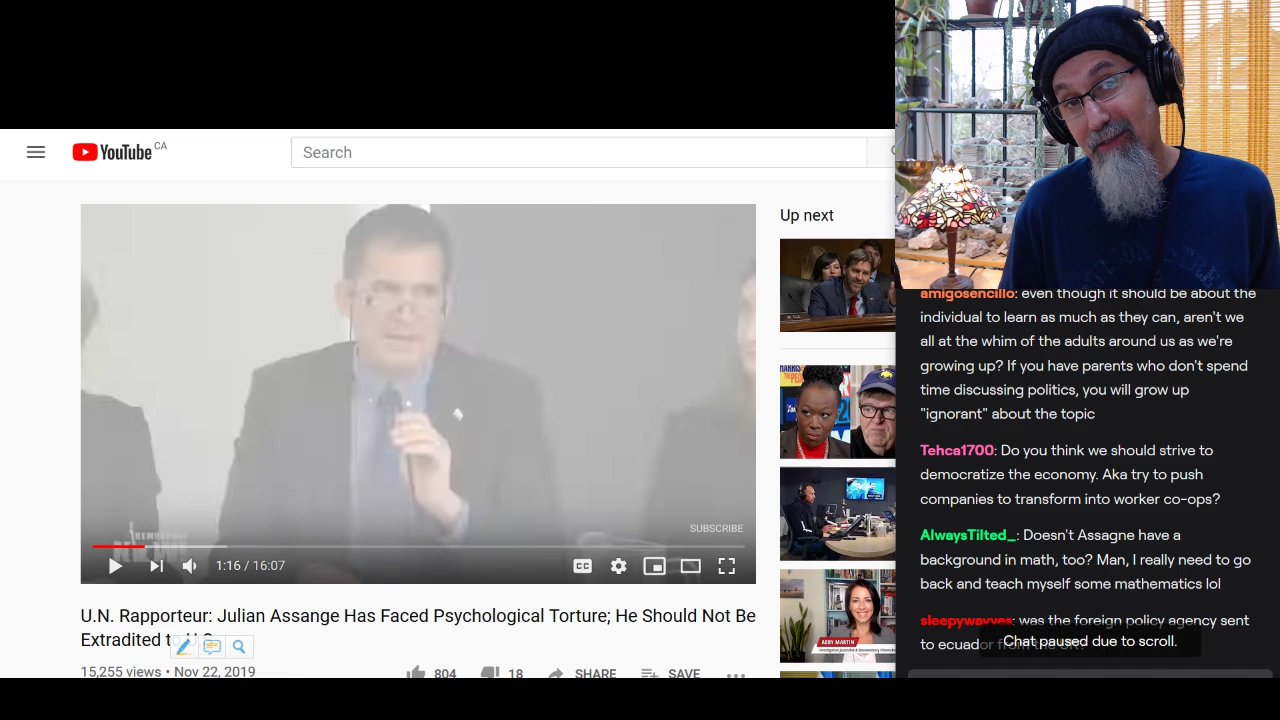 YouTube CA
Search
Up next
HARRIS
SUBSCRIBE
1:16 / 16:07
CC
U.N. Rapporteur: Julian Assange Has Faced Psychological Torture; He Should Not Be
Extradited
15,255 views • Nov 22, 2019
804
18
SHARE
SAVE
ABBY MARTIN
amigosencillo: even though it should be about the
individual to learn as much as they can, aren't we
all at the whim of the adults around us as we're
growing up? If you have parents who don't spend
time discussing politics, you will grow up
"ignorant" about the topic
Tehca1700: Do you think we should strive to
democratize the economy. Aka try to push
companies to transform into worker co-ops?
AlwaysTilted_: Doesn't Assagne have a
background in math, too? Man, I really need to go
back and teach myself some mathematics lol
sleepywavves: was the foreign policy agency sent
to ecuador from the
Chat paused due to scroll.